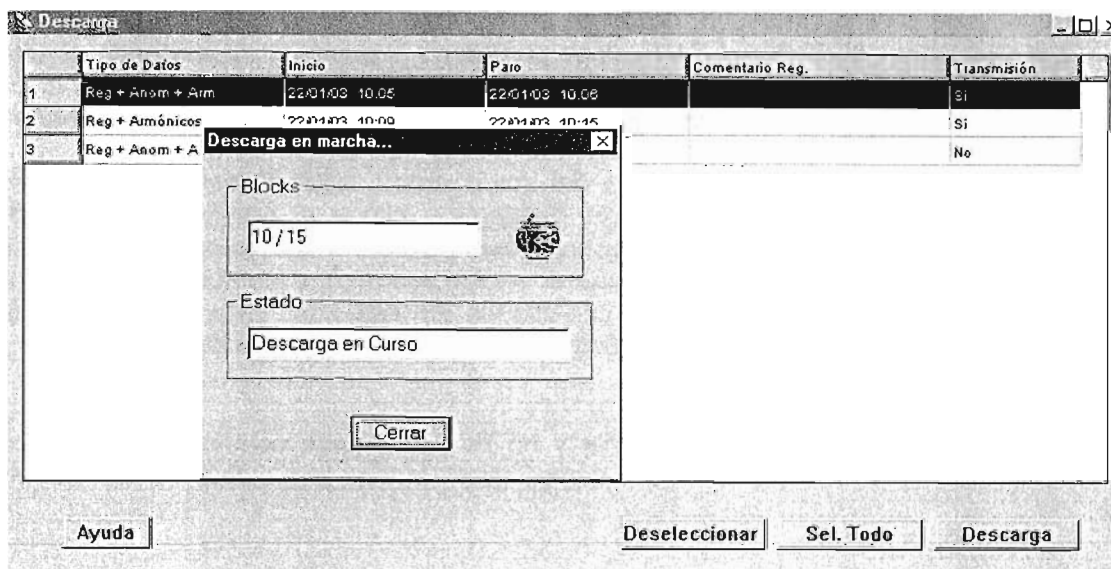 Descarga
Tipo de Datos Inicio Paro Comentario Reg. Transmisión
1 Reg + Anom + Arm 22/01/03 10:05 22/01/03 10:06 Si
2 Reg + Armónicos 22/01/03 10:09 22/01/03 10:15 Si
3 Reg + Anom + A No
Descarga en marcha...
Blocks
10/15
Estado
Descarga en Curso
Cerrar
Ayuda Deseleccionar Sel. Todo Descarga